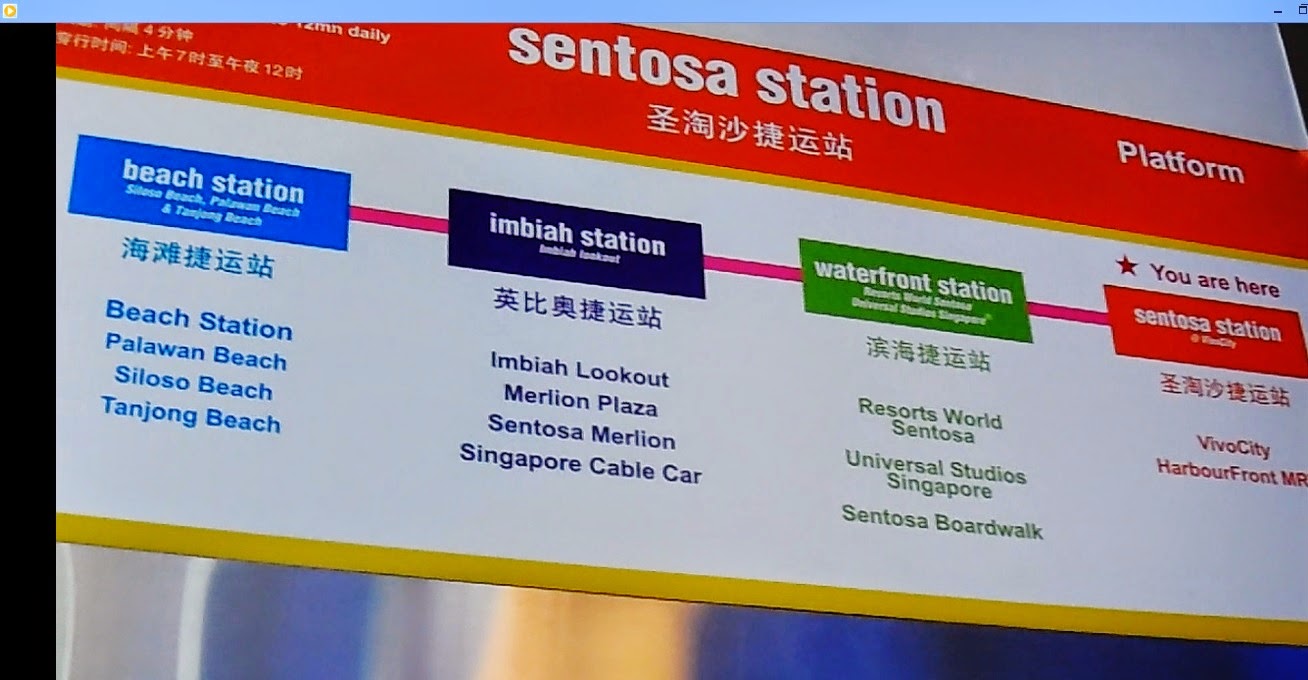 12mn daily
间隔 4 分钟
穿行时间: 上午 7 时至午夜 12 时
sentosa station
圣淘沙捷运站
Platform
beach station
Siloso Beach, Palawan Beach
& Tanjong Beach
海滩捷运站
Beach Station
Palawan Beach
Siloso Beach
Tanjong Beach
imbiah station
Imbiah lookout
英比奥捷运站
Imbiah Lookout
Merlion Plaza
Sentosa Merlion
Singapore Cable Car
waterfront station
Resorts World Sentosa
Universal Studios Singapore®
滨海捷运站
Resorts World
Sentosa
Universal Studios
Singapore
Sentosa Boardwalk
★ You are here
sentosa station
@ VivoCity
圣淘沙捷运站
VivoCity
HarbourFront MR